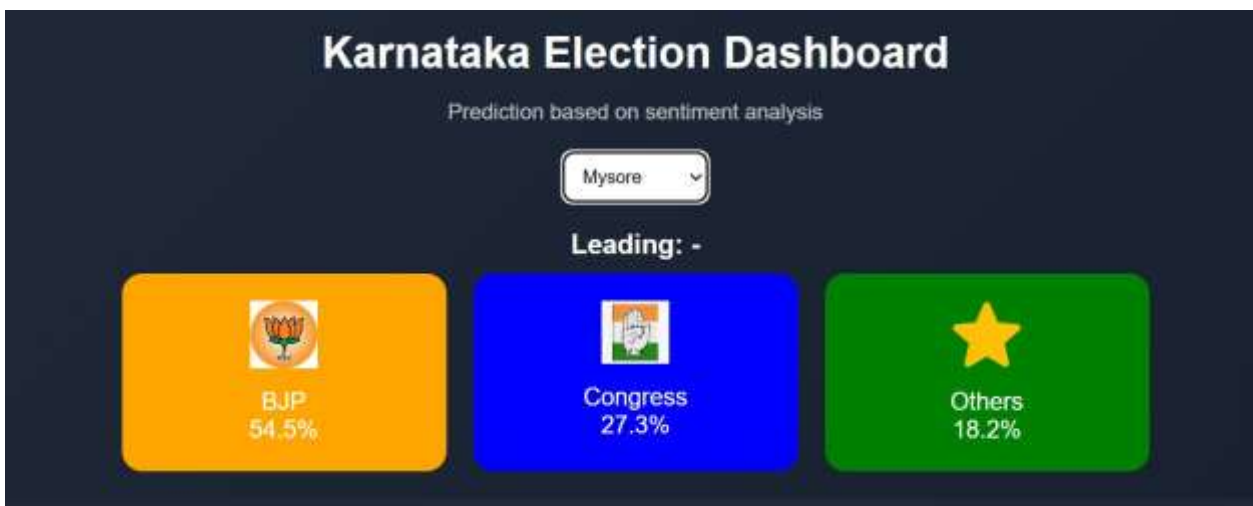 Karnataka Election Dashboard
Prediction based on sentiment analysis
Mysore
Leading: -
BJP
54.5%
Congress
27.3%
Others
18.2%